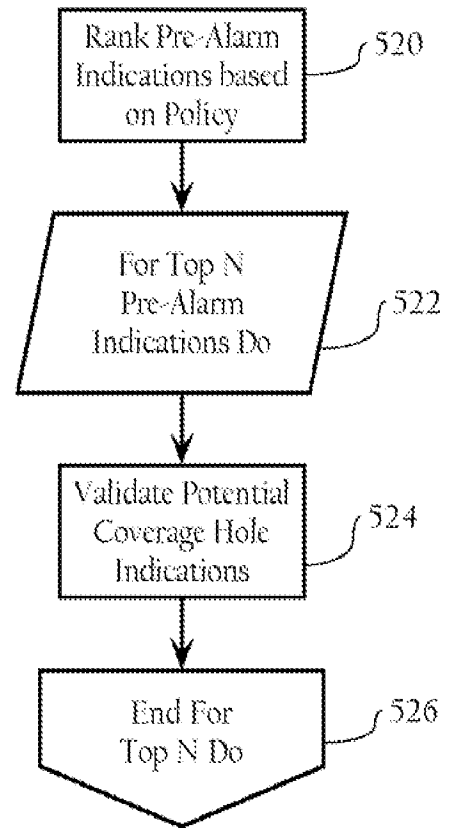 Rank Pre-Alarm
Indications based
on Policy
520
For Top N
Pre-Alarm
Indications Do
522
Validate Potential
Coverage Hole
Indications
524
End For
Top N Do
526